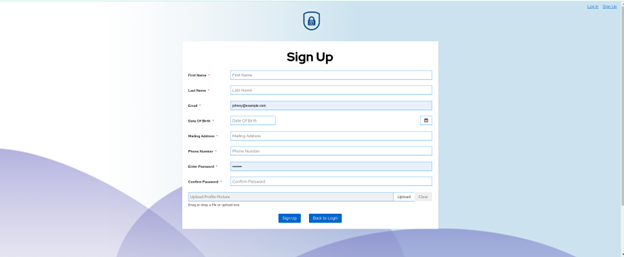 Log in Sign Up
Sign Up
First Name * First Name
Last Name * Last Name
Email * johnny@example.com
Date Of Birth * Date Of Birth
Mailing Address * Mailing Address
Phone Number * Phone Number
Enter Password * ••••••••
Confirm Password * Confirm Password
Upload Profile Picture Upload Clear
Drag or drop a file or upload one.
Sign Up Back to Login